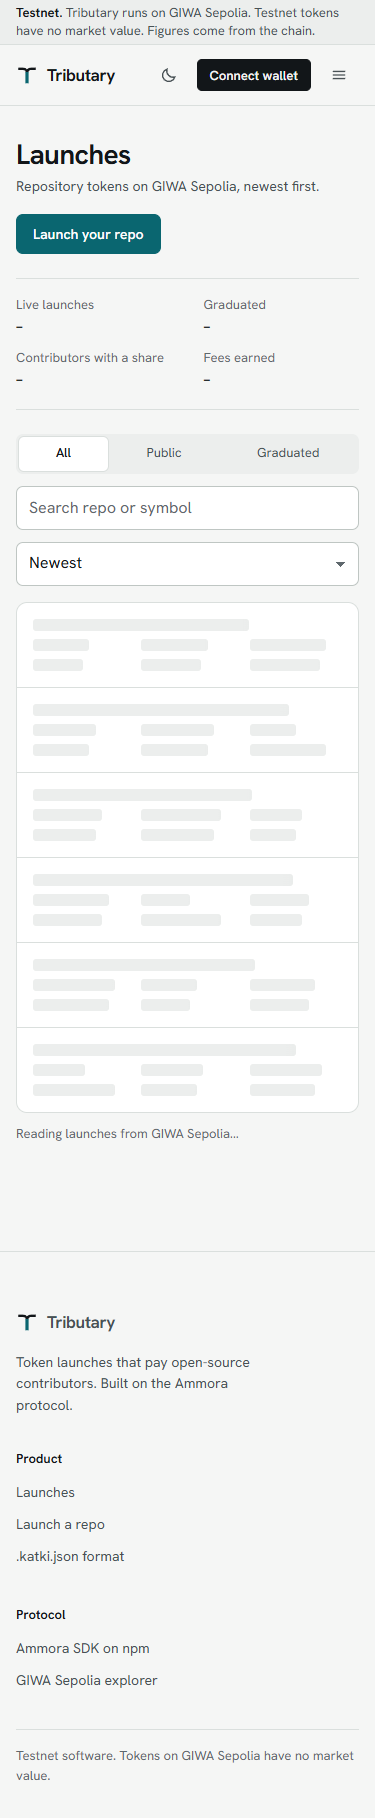 Testnet. Tributary runs on GIWA Sepolia. Testnet tokens
have no market value. Figures come from the chain.
Tributary
Connect wallet
Launches
Repository tokens on GIWA Sepolia, newest first.
Launch your repo
Live launches
–
Graduated
–
Contributors with a share
–
Fees earned
–
All
Public
Graduated
Search repo or symbol
Newest
Reading launches from GIWA Sepolia...
Tributary
Token launches that pay open-source
contributors. Built on the Ammora
protocol.
Product
Launches
Launch a repo
.katki.json format
Protocol
Ammora SDK on npm
GIWA Sepolia explorer
Testnet software. Tokens on GIWA Sepolia have no market
value.